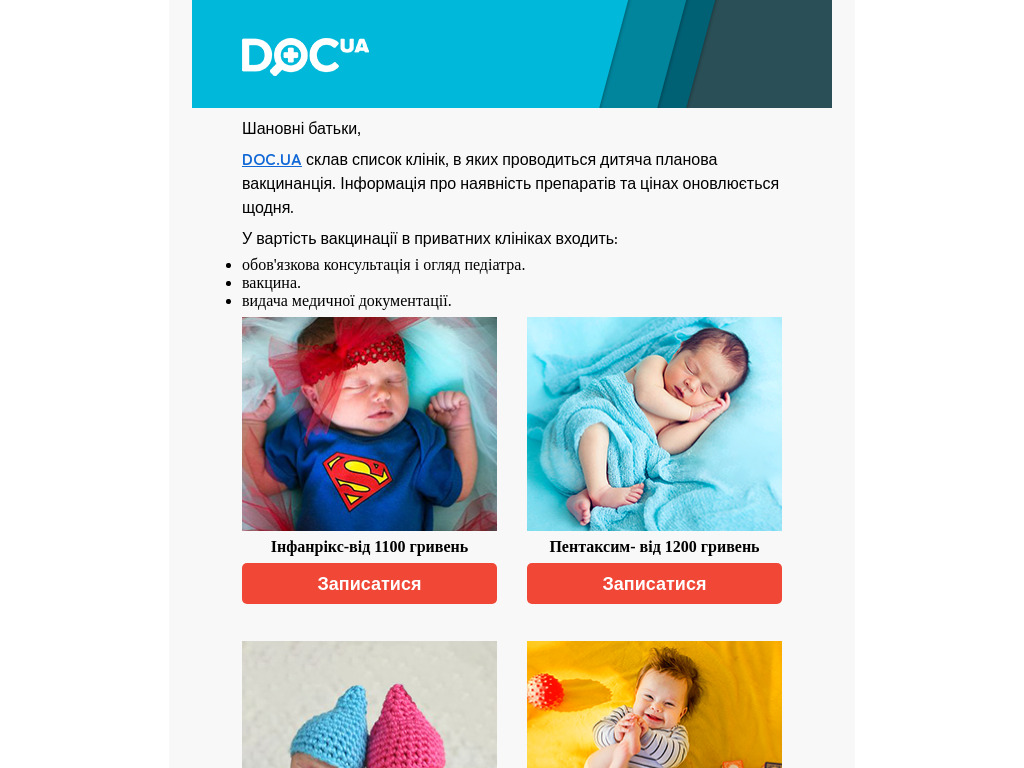 DOC UA
Шановні батьки,
DOC.UA склав список клінік, в яких проводиться дитяча планова
вакцинанція. Інформація про наявність препаратів та цінах оновлюється
щодня.
У вартість вакцинації в приватних клініках входить:
обов'язкова консультація і огляд педіатра.
вакцина.
видача медичної документації.
Інфанрікс-від 1100 гривень
Пентаксим- від 1200 гривень
Записатися
Записатися